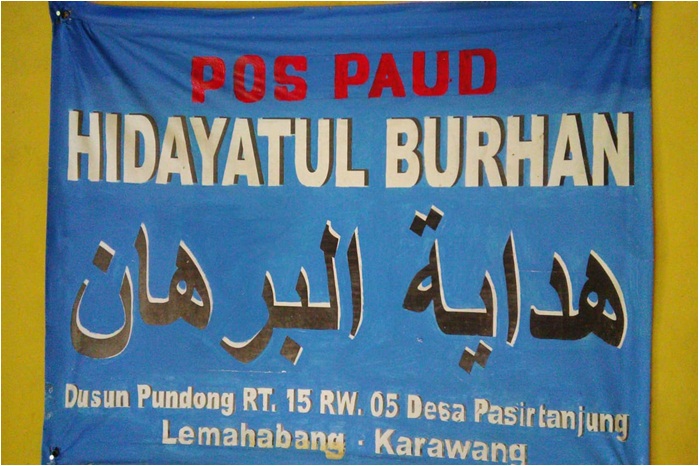 POS PAUD
HIDAYATUL BURHAN
هداية البرهان
Dusun Pundong RT. 15 RW. 05 Desa Pasirtanjung
Lemahabang - Karawang